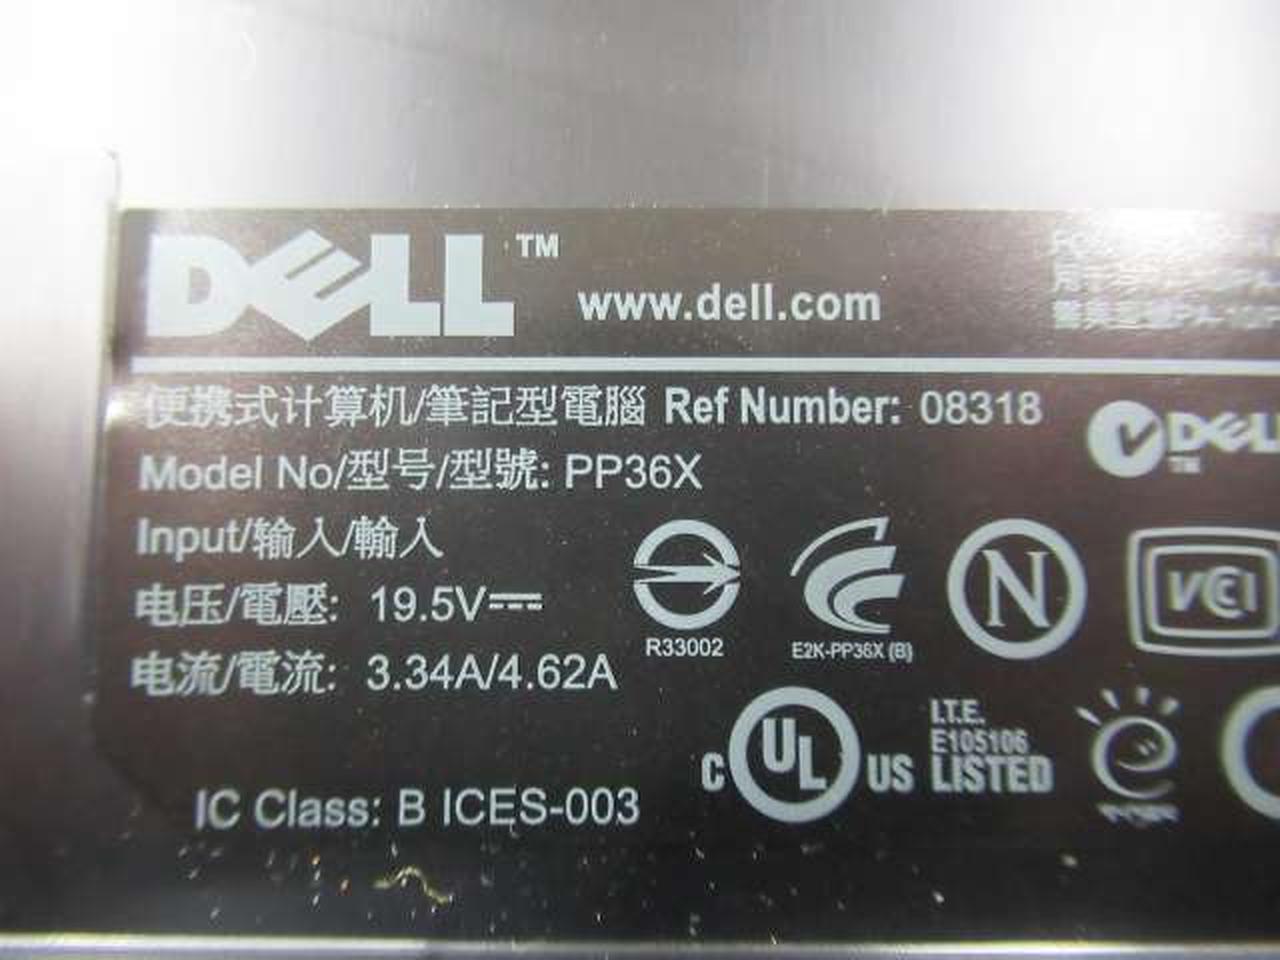 DELL™
www.dell.com
便携式计算机/筆記型電腦 Ref Number: 08318
DELL
TM
Model No/型号/型號: PP36X
Input/输入/輸入
电压/電壓: 19.5V
电流/電流: 3.34A/4.62A
R33002
E2K-PP36X (B)
N
VCI
C UL US
I.T.E.
E105106
LISTED
IC Class: B ICES-003